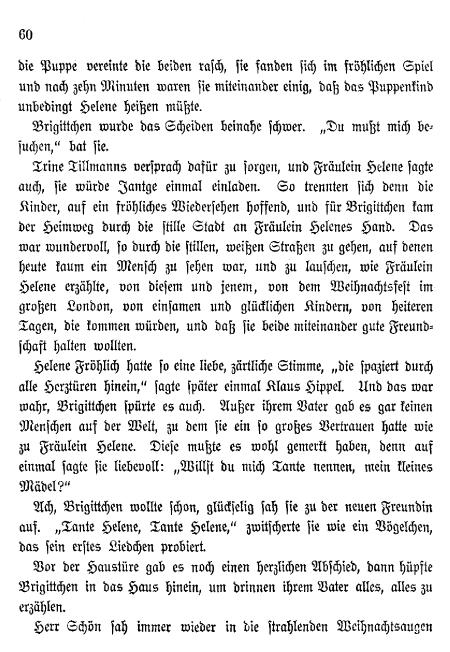 60
die Puppe vereinte die beiden rasch, sie fanden sich im fröhlichen Spiel
und nach zehn Minuten waren sie miteinander einig, daß das Puppenkind
unbedingt Helene heißen müßte.
Brigittchen wurde das Scheiden beinahe schwer. „Du mußt mich be-
suchen,“ bat sie.
Trine Tillmanns versprach dafür zu sorgen, und Fräulein Helene sagte
auch, sie würde Jantge einmal einladen. So trennten sich denn die
Kinder, auf ein fröhliches Wiedersehen hoffend, und für Brigittchen kam
der Heimweg durch die stille Stadt an Fräulein Helenes Hand. Das
war wundervoll, so durch die stillen, weißen Straßen zu gehen, auf denen
heute kaum ein Mensch zu sehen war, und zu lauschen, wie Fräulein
Helene erzählte, von diesem und jenem, von dem Weihnachtsfest im
großen London, von einsamen und glücklichen Kindern, von heiteren
Tagen, die kommen würden, und daß sie beide miteinander gute Freund-
schaft halten wollten.
Helene Fröhlich hatte so eine liebe, zärtliche Stimme, „die spaziert durch
alle Herztüren hinein,“ sagte später einmal Klaus Hippel. Und das war
wahr, Brigittchen spürte es auch. Außer ihrem Vater gab es gar keinen
Menschen auf der Welt, zu dem sie ein so großes Vertrauen hatte wie
zu Fräulein Helene. Diese mußte es wohl gemerkt haben, denn auf
einmal sagte sie liebevoll: „Willst du mich Tante nennen, mein kleines
Mädel?“
Ach, Brigittchen wollte schon, glückselig sah sie zu der neuen Freundin
auf. „Tante Helene, Tante Helene,“ zwitscherte sie wie ein Vögelchen,
das sein erstes Liedchen probiert.
Vor der Haustüre gab es noch einen herzlichen Abschied, dann hüpfte
Brigittchen in das Haus hinein, um drinnen ihrem Vater alles, alles zu
erzählen.
Herr Schön sah immer wieder in die strahlenden Weihnachtsaugen